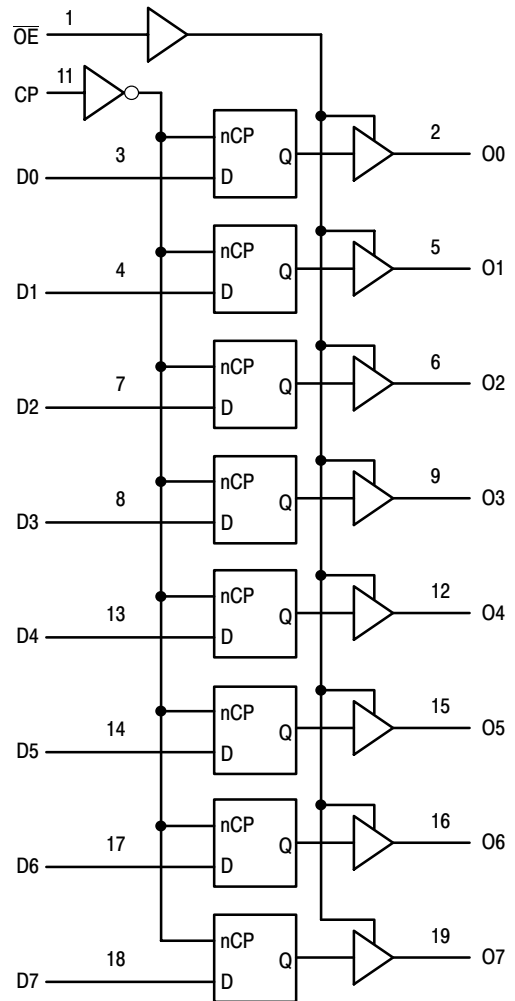 1
O̅E̅
11
CP
nCP
3
Q
2
O0
D0
D
nCP
4
Q
5
O1
D1
D
nCP
7
Q
6
O2
D2
D
nCP
8
Q
9
O3
D3
D
nCP
13
Q
12
O4
D4
D
nCP
14
Q
15
O5
D5
D
nCP
17
Q
16
O6
D6
D
nCP
18
Q
19
O7
D7
D